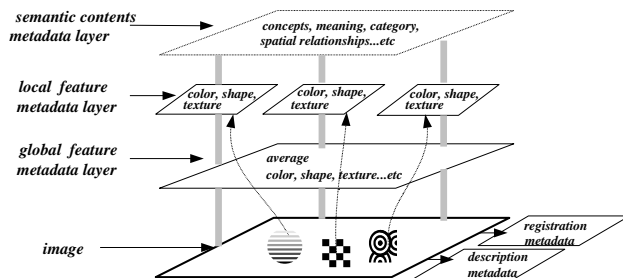 semantic contents
metadata layer
concepts, meaning, category,
spatial relationships...etc
local feature
metadata layer
color, shape,
texture
color, shape,
texture
color, shape,
texture
global feature
metadata layer
average
color, shape, texture...etc
image
registration
metadata
description
metadata